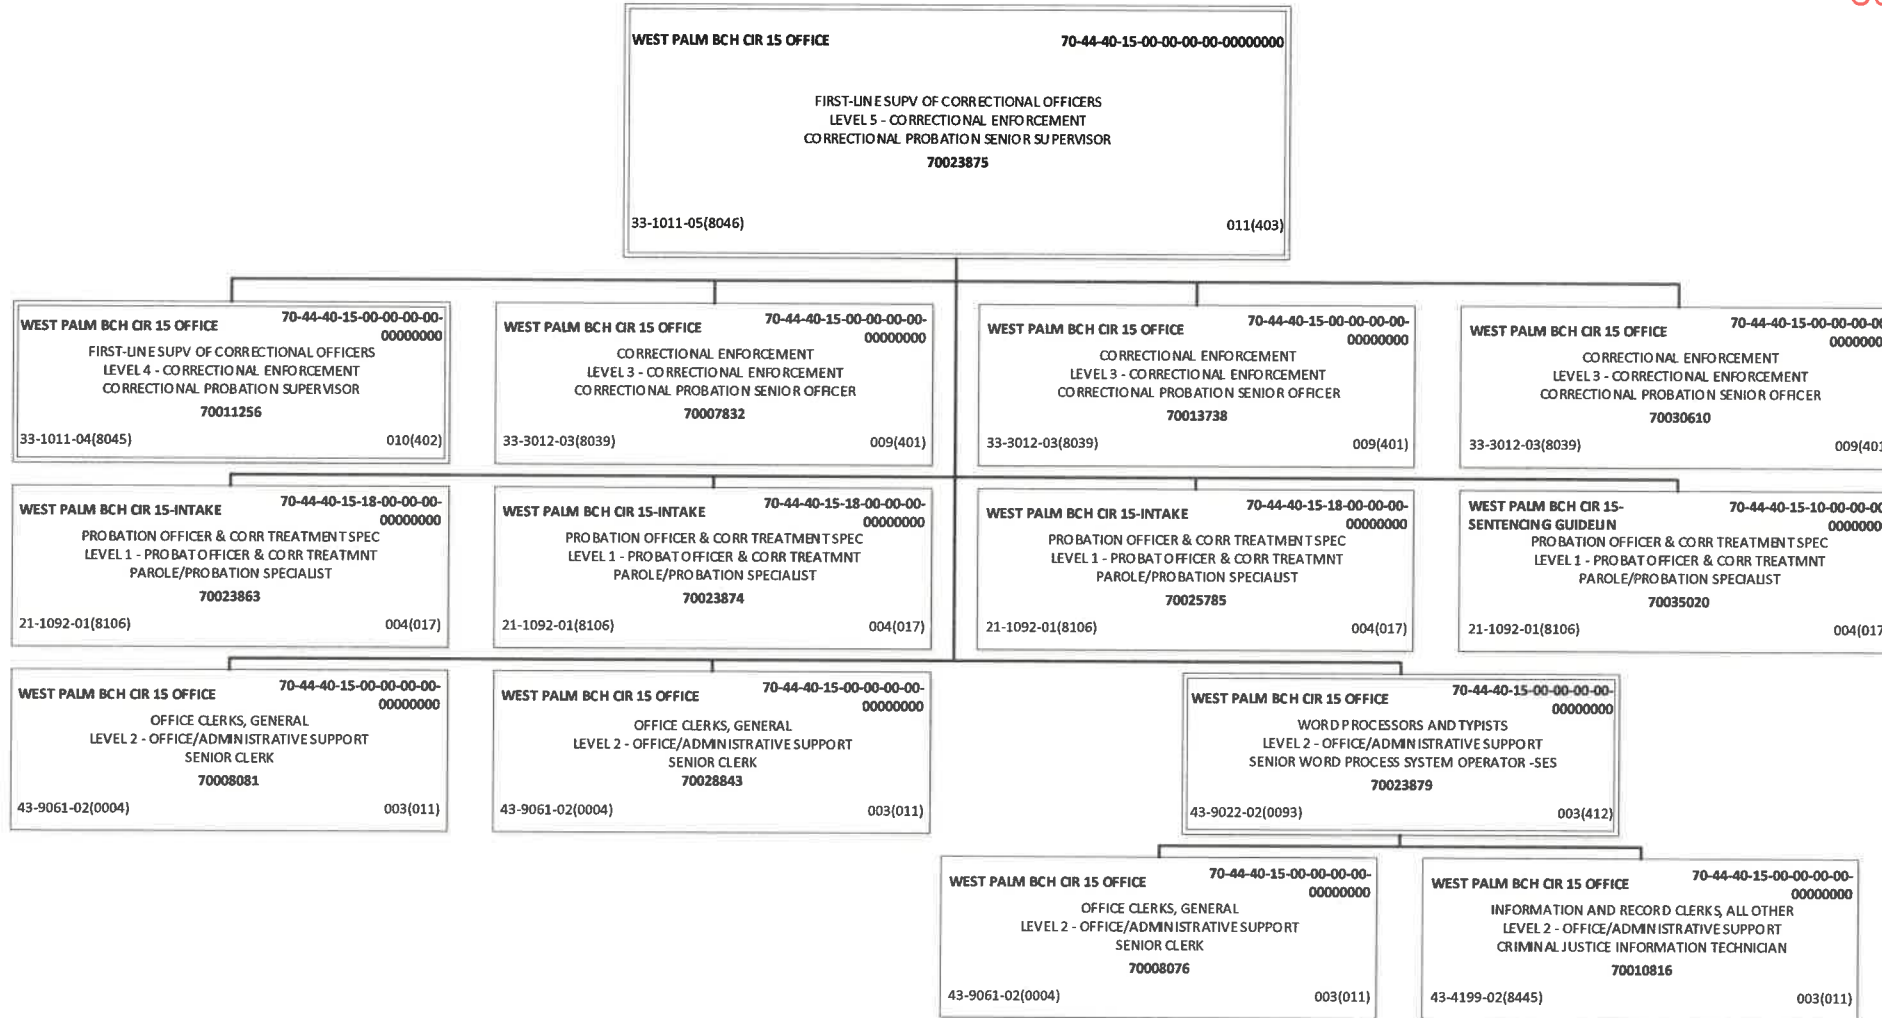 WEST PALM BCH CIR 15 OFFICE 70-44-40-15-00-00-00-00-00000000
FIRST-LINE SUPV OF CORRECTIONAL OFFICERS
LEVEL 5 - CORRECTIONAL ENFORCEMENT
CORRECTIONAL PROBATION SENIOR SUPERVISOR
70023875
33-1011-05(8046) 011(403)
WEST PALM BCH CIR 15 OFFICE 70-44-40-15-00-00-00-00-
00000000
FIRST-LINE SUPV OF CORRECTIONAL OFFICERS
LEVEL 4 - CORRECTIONAL ENFORCEMENT
CORRECTIONAL PROBATION SUPERVISOR
70011256
33-1011-04(8045) 010(402)
WEST PALM BCH CIR 15 OFFICE 70-44-40-15-00-00-00-00-
00000000
CORRECTIONAL ENFORCEMENT
LEVEL 3 - CORRECTIONAL ENFORCEMENT
CORRECTIONAL PROBATION SENIOR OFFICER
70007832
33-3012-03(8039) 009(401)
WEST PALM BCH CIR 15 OFFICE 70-44-40-15-00-00-00-00-
00000000
CORRECTIONAL ENFORCEMENT
LEVEL 3 - CORRECTIONAL ENFORCEMENT
CORRECTIONAL PROBATION SENIOR OFFICER
70013738
33-3012-03(8039) 009(401)
WEST PALM BCH CIR 15 OFFICE 70-44-40-15-00-00-00-00
0000000
CORRECTIONAL ENFORCEMENT
LEVEL 3 - CORRECTIONAL ENFORCEMENT
CORRECTIONAL PROBATION SENIOR OFFICER
70030610
33-3012-03(8039) 009(401
WEST PALM BCH CIR 15-INTAKE 70-44-40-15-18-00-00-00-
00000000
PROBATION OFFICER & CORR TREATMENT SPEC
LEVEL 1 - PROBAT OFFICER & CORR TREATMNT
PAROLE/PROBATION SPECIALIST
70023863
21-1092-01(8106) 004(017)
WEST PALM BCH CIR 15-INTAKE 70-44-40-15-18-00-00-00-
00000000
PROBATION OFFICER & CORR TREATMENT SPEC
LEVEL 1 - PROBAT OFFICER & CORR TREATMNT
PAROLE/PROBATION SPECIALIST
70023874
21-1092-01(8106) 004(017)
WEST PALM BCH CIR 15-INTAKE 70-44-40-15-18-00-00-00-
00000000
PROBATION OFFICER & CORR TREATMENT SPEC
LEVEL 1 - PROBAT OFFICER & CORR TREATMNT
PAROLE/PROBATION SPECIALIST
70025785
21-1092-01(8106) 004(017)
WEST PALM BCH CIR 15- 70-44-40-15-10-00-00-00
SENTENCING GUIDELIN 0000000
PROBATION OFFICER & CORR TREATMENT SPEC
LEVEL 1 - PROBAT OFFICER & CORR TREATMNT
PAROLE/PROBATION SPECIALIST
70035020
21-1092-01(8106) 004(017
WEST PALM BCH CIR 15 OFFICE 70-44-40-15-00-00-00-00-
00000000
OFFICE CLERKS, GENERAL
LEVEL 2 - OFFICE/ADMINISTRATIVE SUPPORT
SENIOR CLERK
70008081
43-9061-02(0004) 003(011)
WEST PALM BCH CIR 15 OFFICE 70-44-40-15-00-00-00-00-
00000000
OFFICE CLERKS, GENERAL
LEVEL 2 - OFFICE/ADMINISTRATIVE SUPPORT
SENIOR CLERK
70028843
43-9061-02(0004) 003(011)
WEST PALM BCH CIR 15 OFFICE 70-44-40-15-00-00-00-00-
00000000
WORD PROCESSORS AND TYPISTS
LEVEL 2 - OFFICE/ADMINISTRATIVE SUPPORT
SENIOR WORD PROCESS SYSTEM OPERATOR -SES
70023879
43-9022-02(0093) 003(412)
WEST PALM BCH CIR 15 OFFICE 70-44-40-15-00-00-00-00-
00000000
OFFICE CLERKS, GENERAL
LEVEL 2 - OFFICE/ADMINISTRATIVE SUPPORT
SENIOR CLERK
70008076
43-9061-02(0004) 003(011)
WEST PALM BCH CIR 15 OFFICE 70-44-40-15-00-00-00-00-
00000000
INFORMATION AND RECORD CLERKS, ALL OTHER
LEVEL 2 - OFFICE/ADMINISTRATIVE SUPPORT
CRIMINAL JUSTICE INFORMATION TECHNICIAN
70010816
43-4199-02(8445) 003(011)